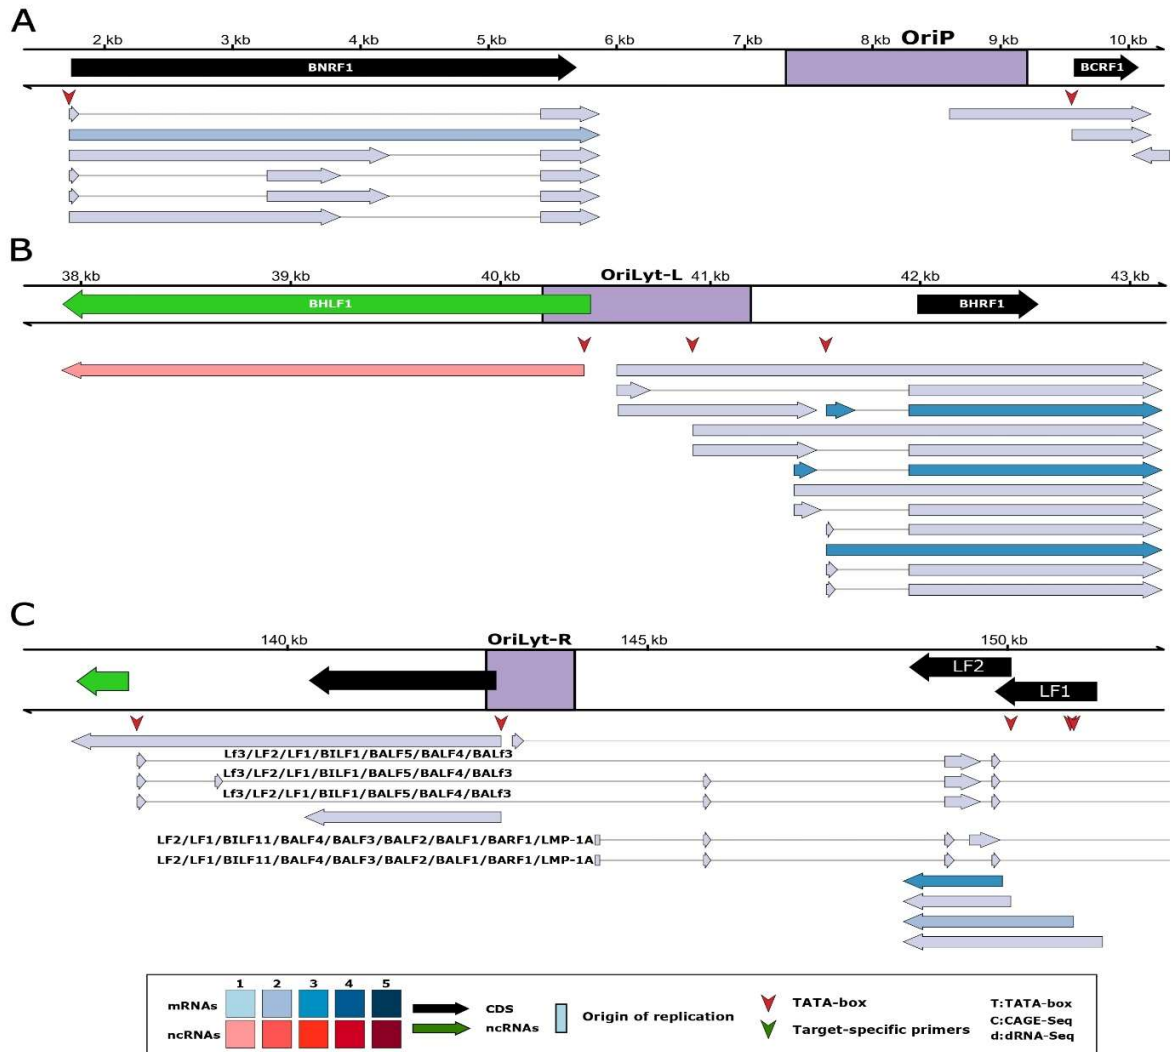 A
2 kb 3 kb 4 kb 5 kb 6 kb 7 kb 8 kb OriP 9 kb 10 kb
BNRF1 BCRF1
B
38 kb 39 kb 40 kb OriLyt-L 41 kb 42 kb 43 kb
BHLF1 BHRF1
C
140 kb OriLyt-R 145 kb 150 kb
LF2
LF1
Lf3/LF2/LF1/BILF1/BALF5/BALF4/BALf3
Lf3/LF2/LF1/BILF1/BALF5/BALF4/BALf3
Lf3/LF2/LF1/BILF1/BALF5/BALF4/BALf3
LF2/LF1/BILF11/BALF4/BALF3/BALF2/BALF1/BARF1/LMP-1A
LF2/LF1/BILF11/BALF4/BALF3/BALF2/BALF1/BARF1/LMP-1A
1 2 3 4 5
mRNAs CDS
ncRNAs ncRNAs
Origin of replication
TATA-box
Target-specific primers
T:TATA-box
C:CAGE-Seq
d:dRNA-Seq